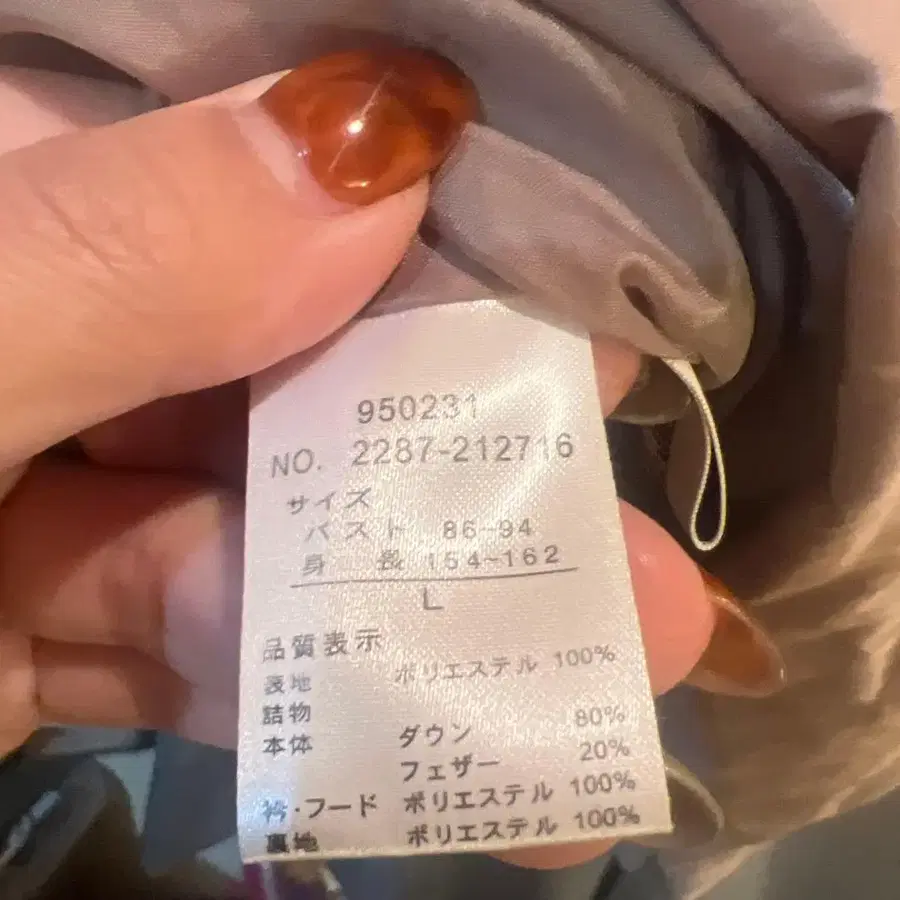 950231
NO. 2287-212716
サイズ
バスト 86-94
身 長 154~162
L
品質表示
表地 ポリエステル 100%
詰物
本体 ダウン 80%
フェザー 20%
衿・フード ポリエステル 100%
裏地 ポリエステル 100%